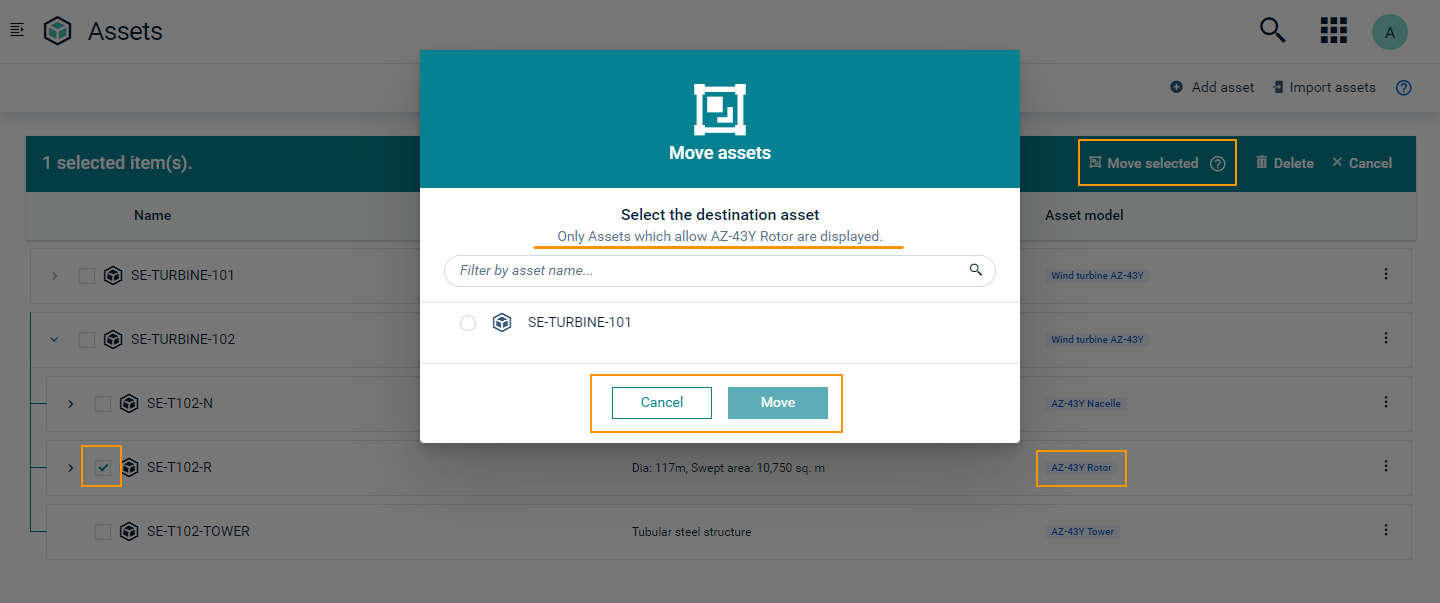 Assets
A
Add asset Import assets ?
1 selected item(s).
Move selected ? Delete Cancel
Move assets
Name Asset model
Select the destination asset
Only Assets which allow AZ-43Y Rotor are displayed.
Filter by asset name...
SE-TURBINE-101 Wind turbine AZ-43Y
SE-TURBINE-101
SE-TURBINE-102 Wind turbine AZ-43Y
Cancel Move
SE-T102-N AZ-43Y Nacelle
SE-T102-R Dia: 117m, Swept area: 10,750 sq. m AZ-43Y Rotor
SE-T102-TOWER Tubular steel structure AZ-43Y Tower